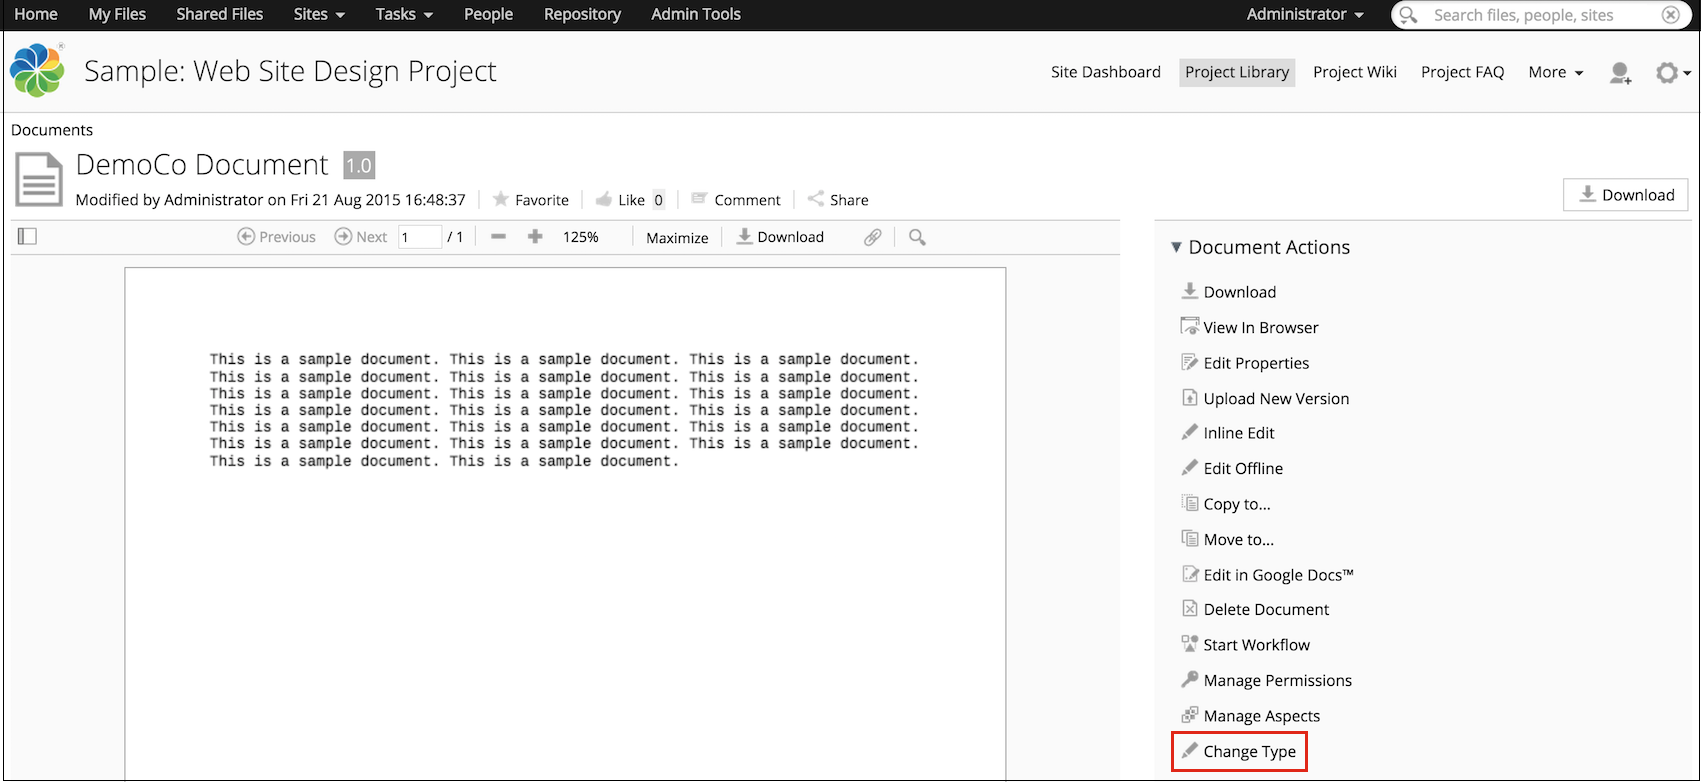 Home My Files Shared Files Sites Tasks People Repository Admin Tools Administrator Search files, people, sites
Sample: Web Site Design Project Site Dashboard Project Library Project Wiki Project FAQ More
Documents
DemoCo Document 1.0
Modified by Administrator on Fri 21 Aug 2015 16:48:37 Favorite Like 0 Comment Share
Download
Previous Next 1 / 1 125% Maximize Download
This is a sample document. This is a sample document. This is a sample document.
This is a sample document. This is a sample document. This is a sample document.
This is a sample document. This is a sample document. This is a sample document.
This is a sample document. This is a sample document. This is a sample document.
This is a sample document. This is a sample document. This is a sample document.
This is a sample document. This is a sample document. This is a sample document.
This is a sample document. This is a sample document.
Document Actions
Download
View In Browser
Edit Properties
Upload New Version
Inline Edit
Edit Offline
Copy to...
Move to...
Edit in Google Docs™
Delete Document
Start Workflow
Manage Permissions
Manage Aspects
Change Type